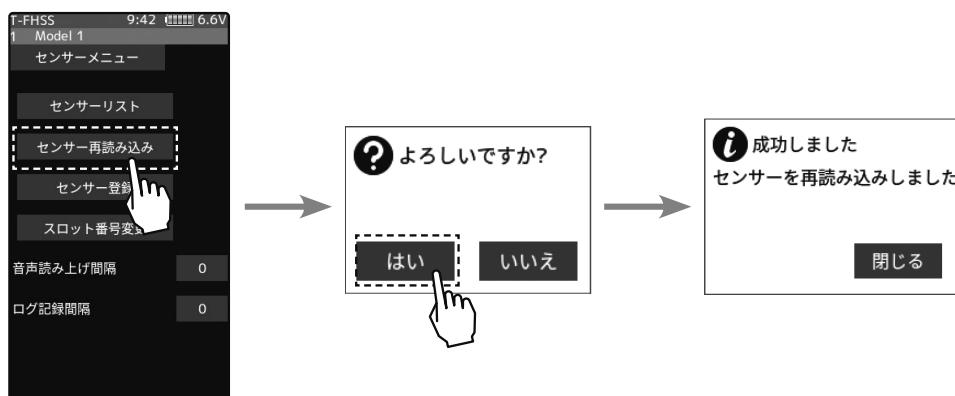 T-FHSS 9:42 6.6V
1 Model 1
センサーメニュー
センサーリスト
センサー再読み込み
センサー登録
スロット番号変更
音声読み上げ間隔 0
ログ記録間隔 0
よろしいですか?
はい いいえ
成功しました
センサーを再読み込みしました
閉じる